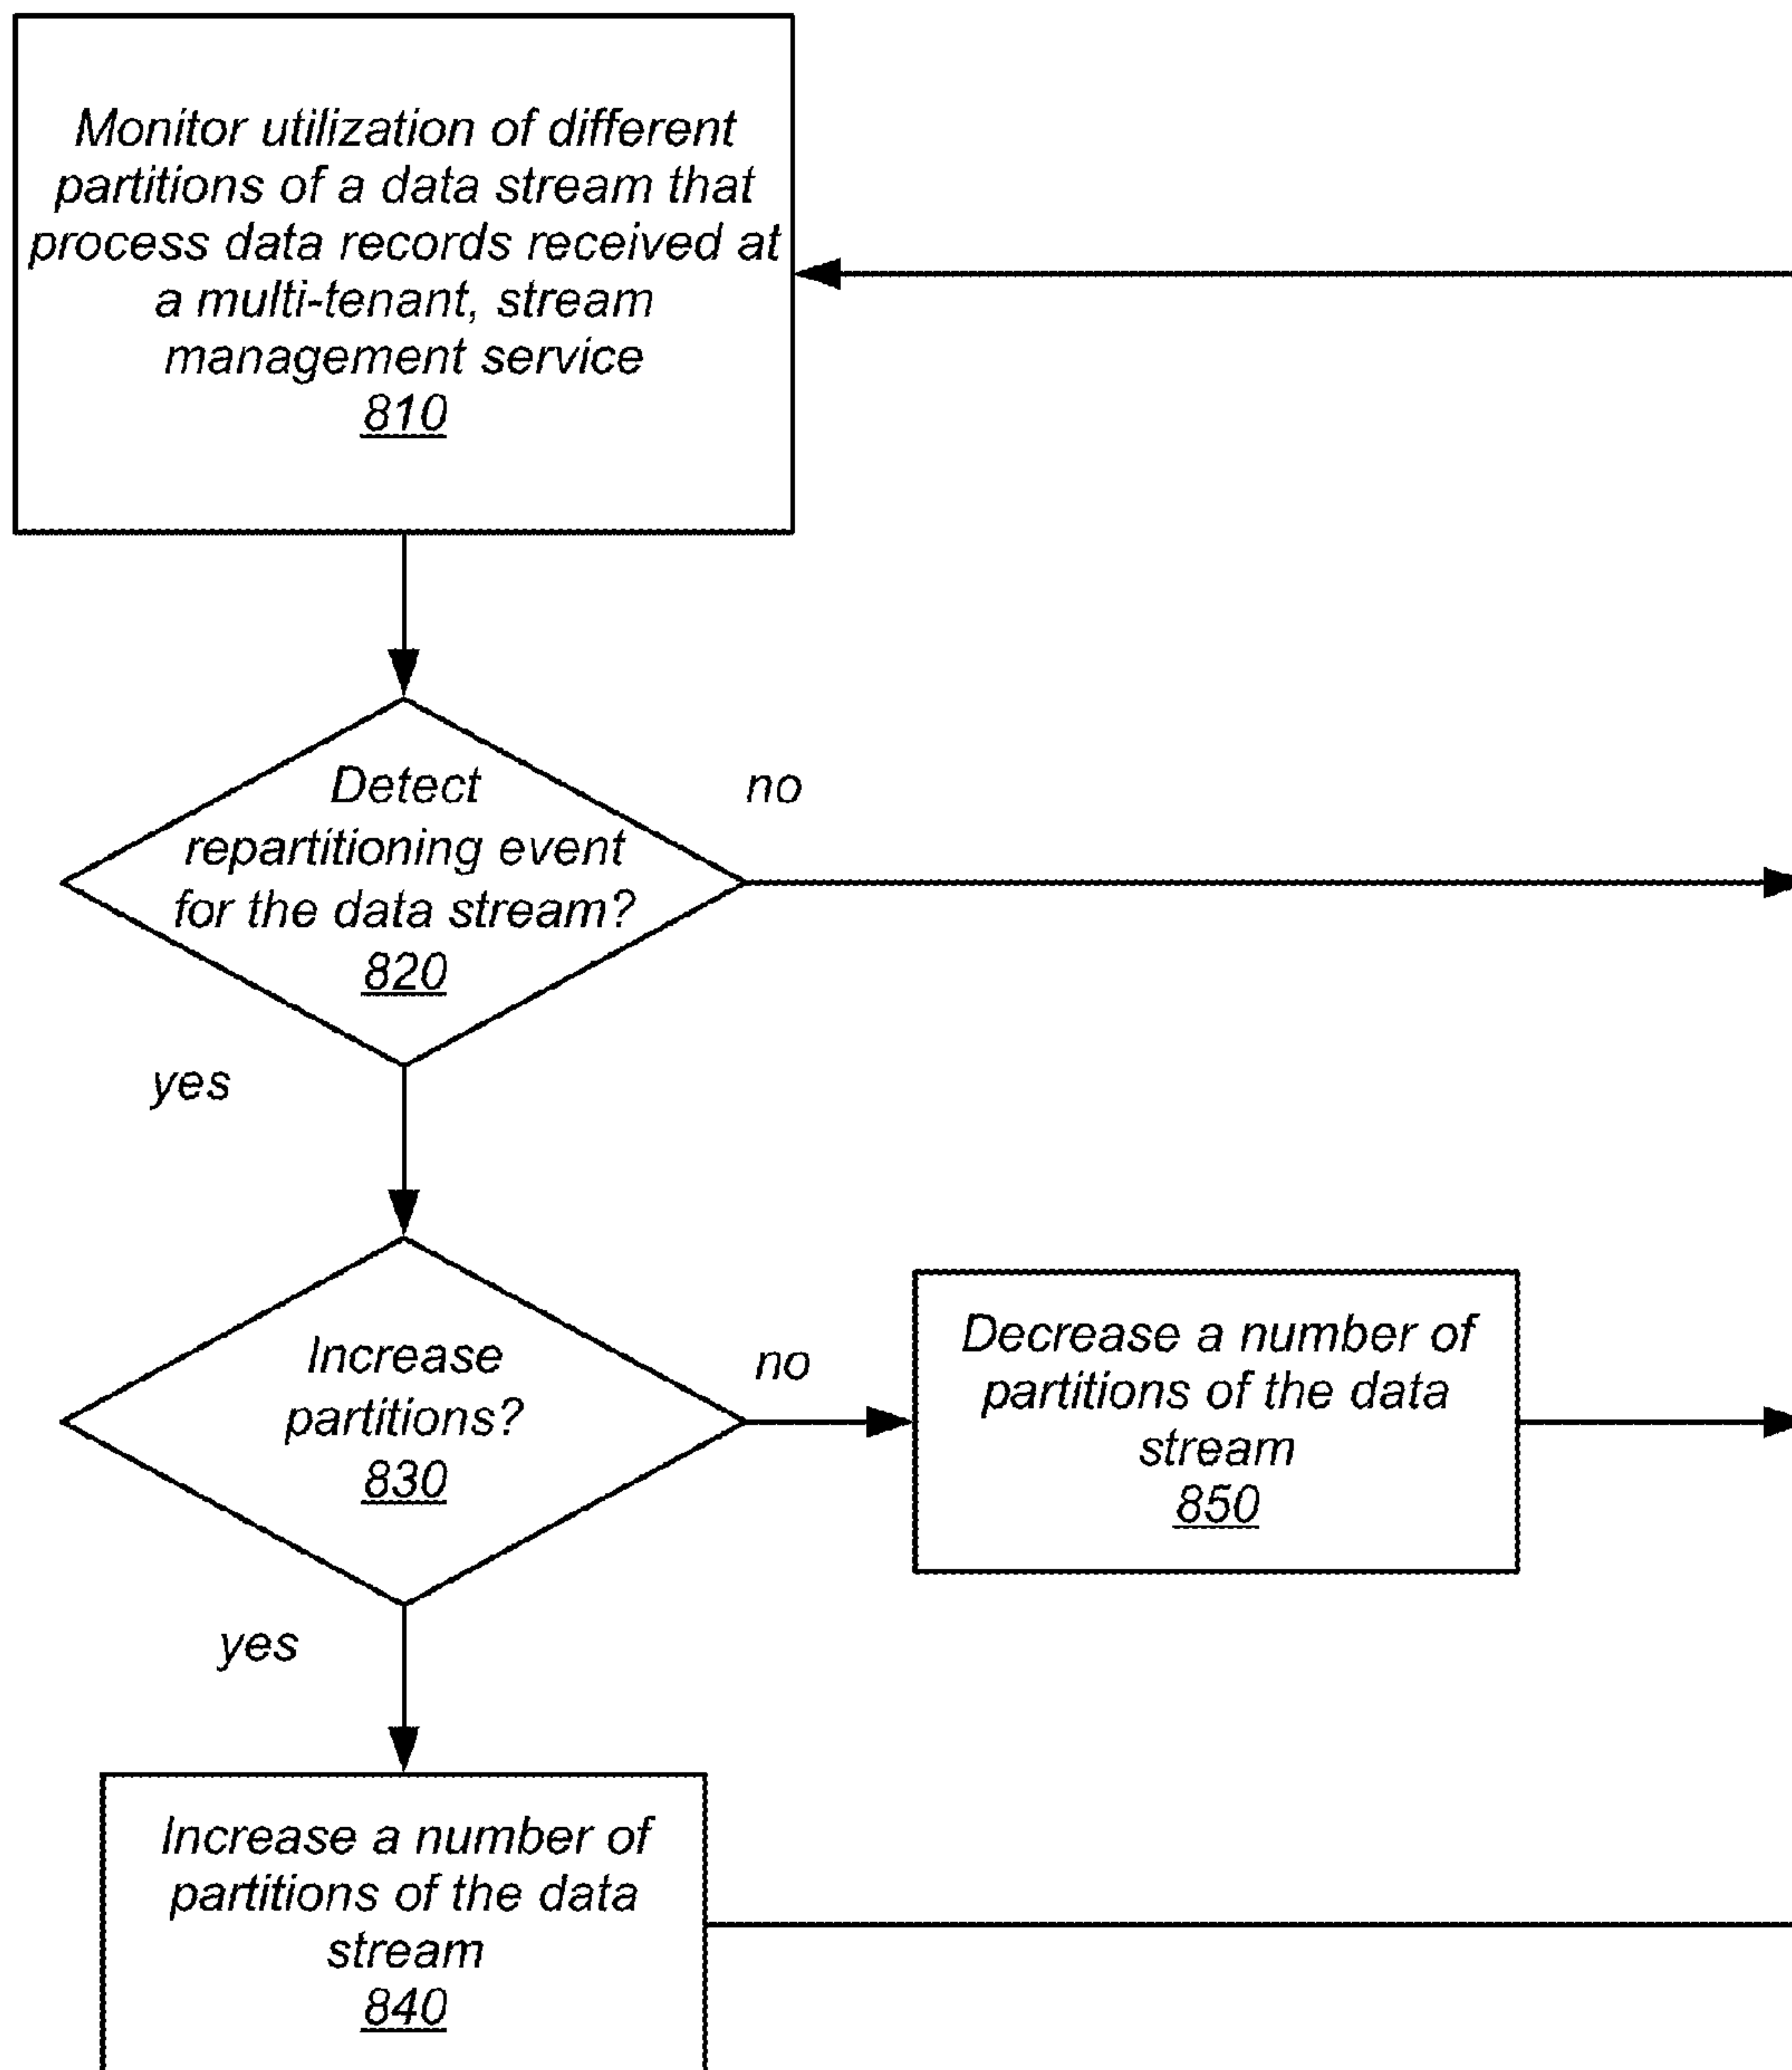 Monitor utilization of different
partitions of a data stream that
process data records received at
a multi-tenant, stream
management service
810
Detect
repartitioning event
for the data stream?
820
no
yes
Increase
partitions?
830
no
Decrease a number of
partitions of the data
stream
850
yes
Increase a number of
partitions of the data
stream
840